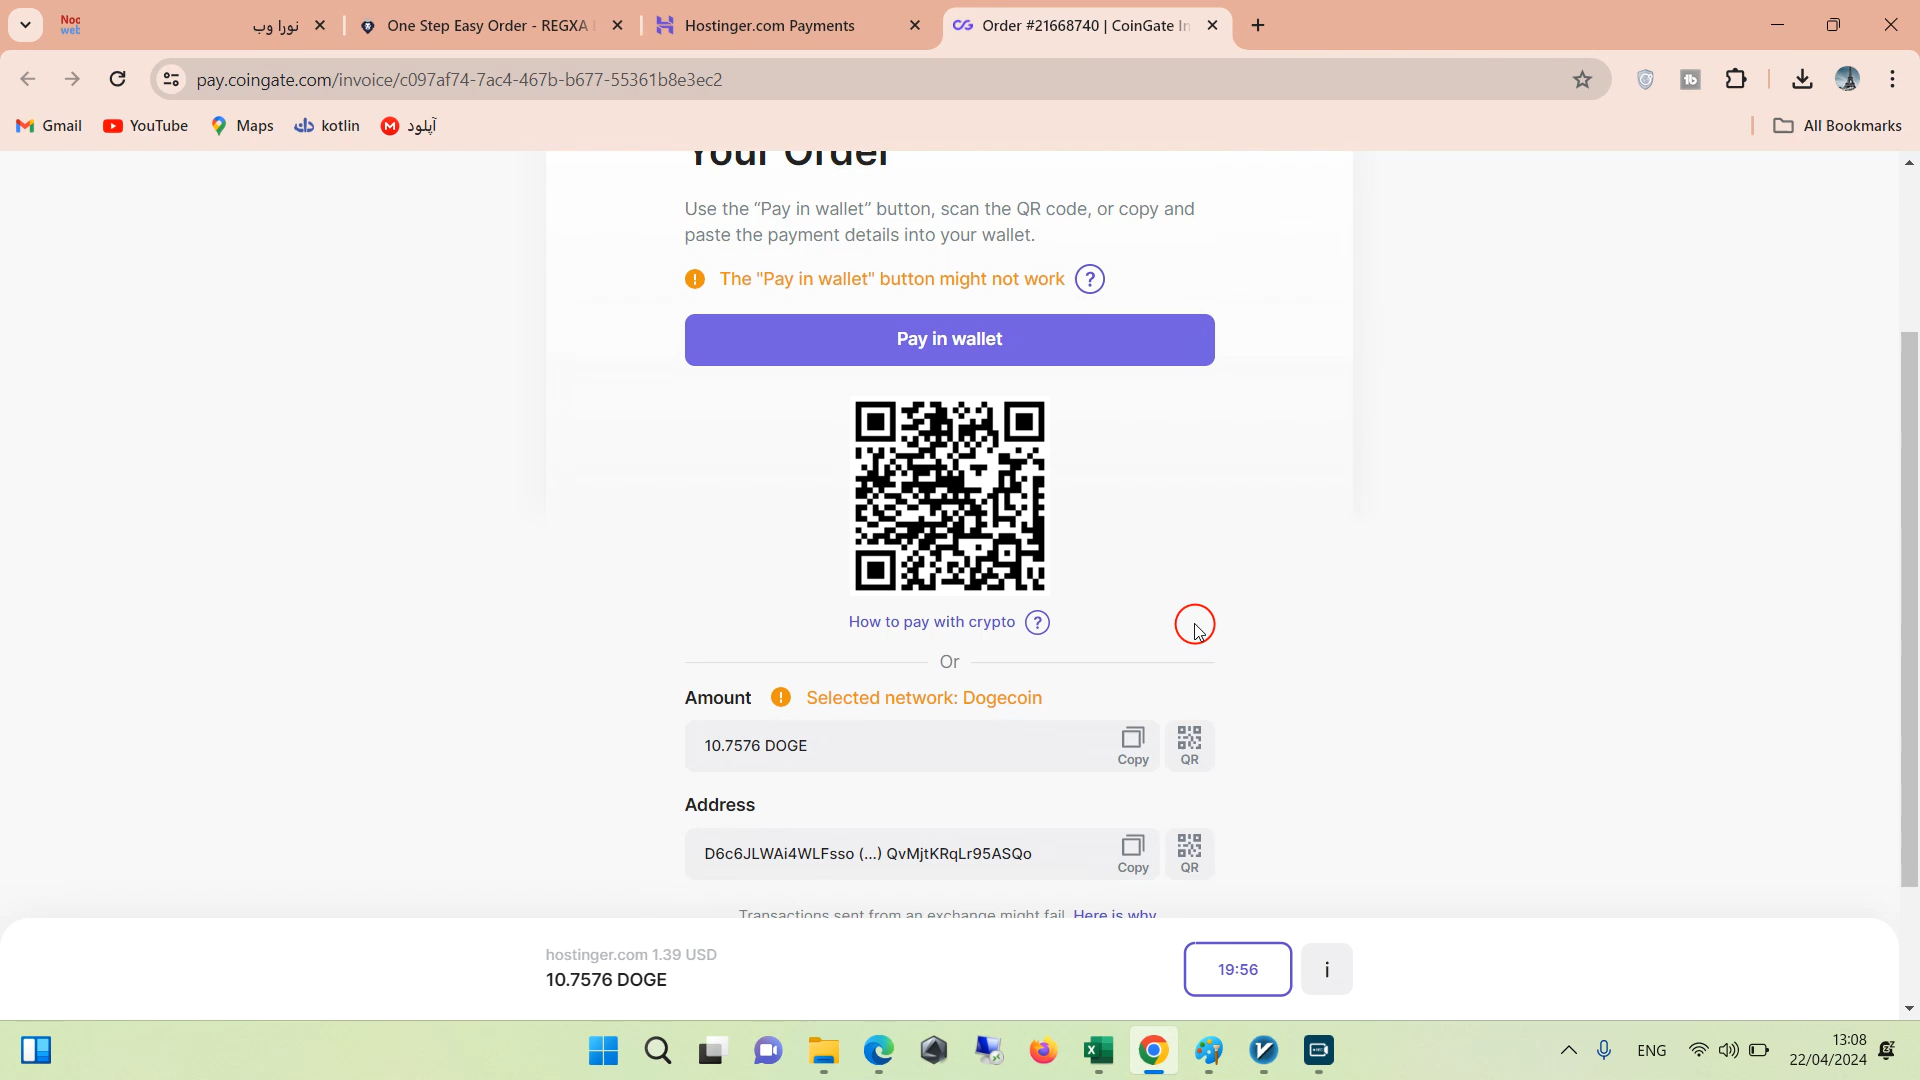 Noc
web
نورا وب
One Step Easy Order - REGXA
Hostinger.com Payments
Order #21668740 | CoinGate In
pay.coingate.com/invoice/c097af74-7ac4-467b-b677-55361b8e3ec2
Gmail
YouTube
Maps
kotlin
آپلود
All Bookmarks
Your Order
Use the “Pay in wallet” button, scan the QR code, or copy and
paste the payment details into your wallet.
The "Pay in wallet" button might not work
Pay in wallet
How to pay with crypto
Or
Amount
Selected network: Dogecoin
10.7576 DOGE
Copy
QR
Address
D6c6JLWAi4WLFsso (...) QvMjtKRqLr95ASQo
Copy
QR
Transactions sent from an exchange might fail. Here is why
hostinger.com 1.39 USD
10.7576 DOGE
19:56
i
ENG
13:08
22/04/2024